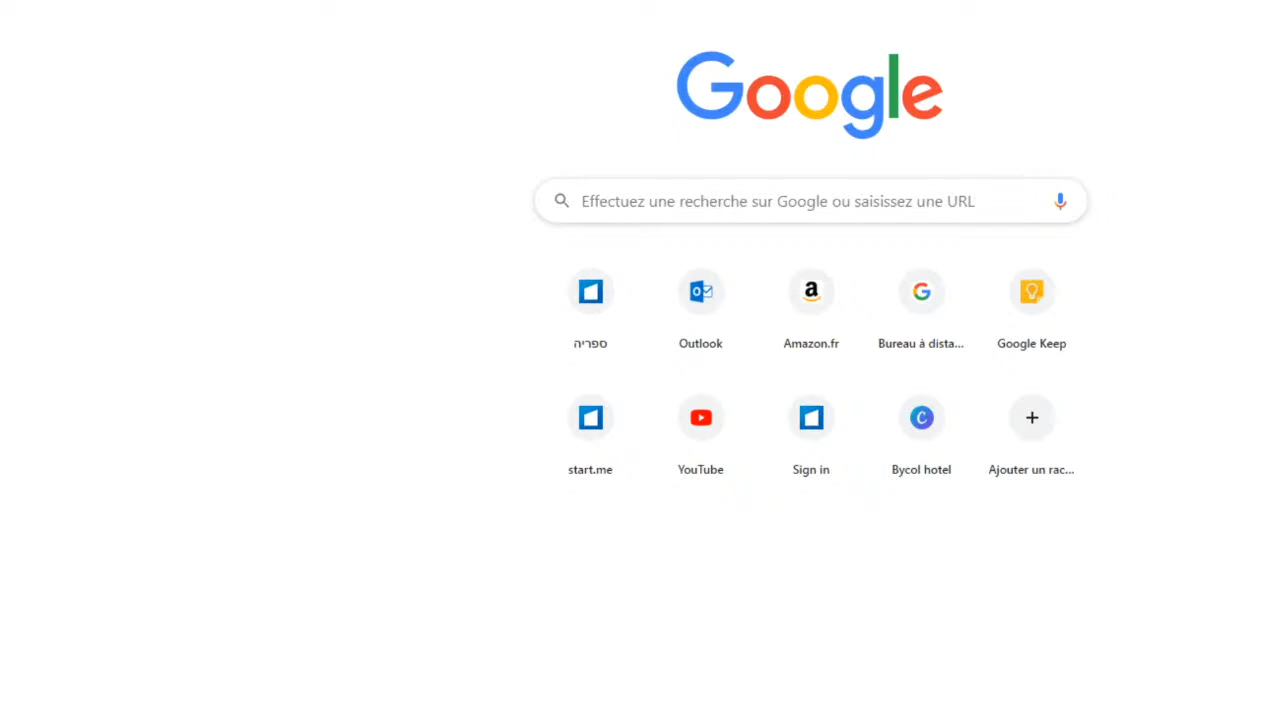 Google
Effectuez une recherche sur Google ou saisissez une URL
ספריה
Outlook
Amazon.fr
Bureau à dista...
Google Keep
start.me
YouTube
Sign in
Bycol hotel
Ajouter un rac...